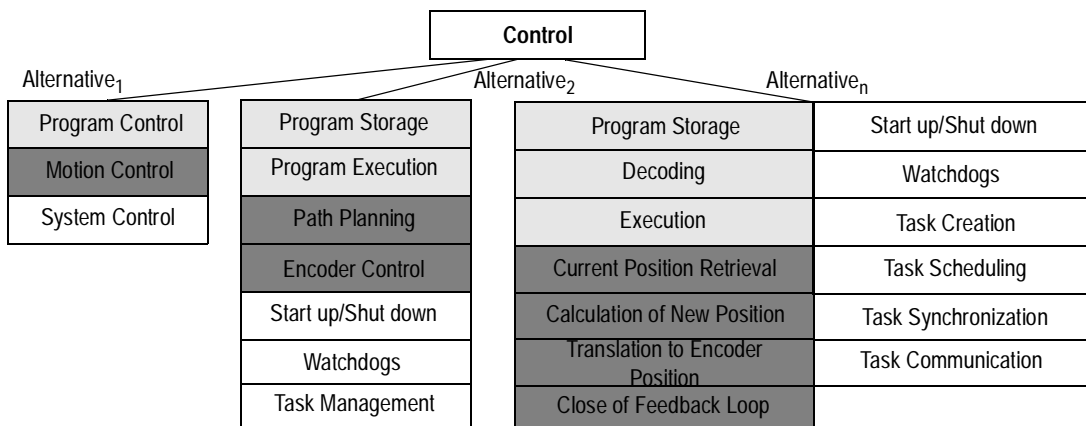 Control
Alternative1
Alternative2
Alternativen
Program Control
Motion Control
System Control
Program Storage
Program Execution
Path Planning
Encoder Control
Start up/Shut down
Watchdogs
Task Management
Program Storage
Decoding
Execution
Current Position Retrieval
Calculation of New Position
Translation to Encoder
Position
Close of Feedback Loop
Start up/Shut down
Watchdogs
Task Creation
Task Scheduling
Task Synchronization
Task Communication